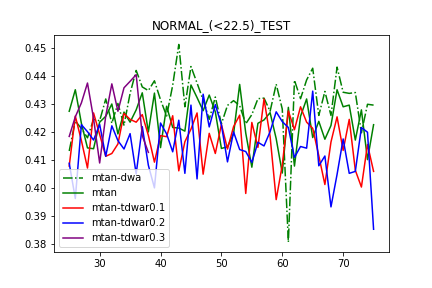 NORMAL_(<22.5)_TEST
0.45
0.44
0.43
0.42
0.41
0.40
0.39
0.38
mtan-dwa
mtan
mtan-tdwar0.1
mtan-tdwar0.2
mtan-tdwar0.3
30 40 50 60 70